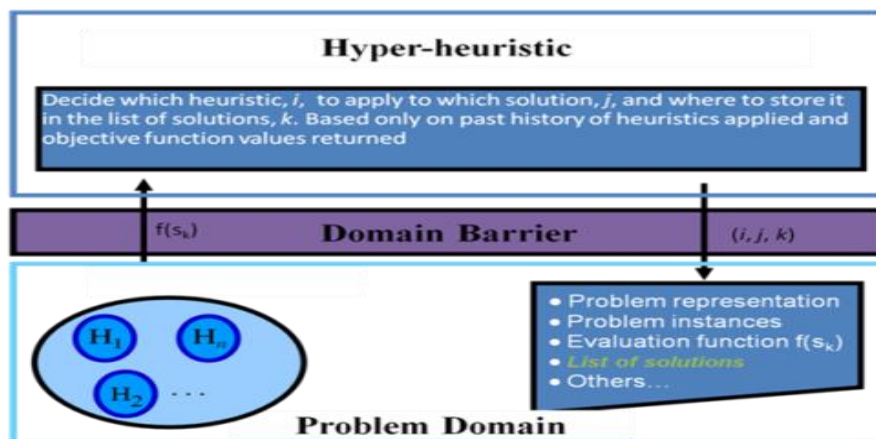 Hyper-heuristic
Decide which heuristic, i, to apply to which solution, j, and where to store it
in the list of solutions, k. Based only on past history of heuristics applied and
objective function values returned
f(sₖ)
Domain Barrier
(i, j, k)
H₁
Hₙ
H₂ ...
• Problem representation
• Problem instances
• Evaluation function f(sₖ)
• List of solutions
• Others...
Problem Domain